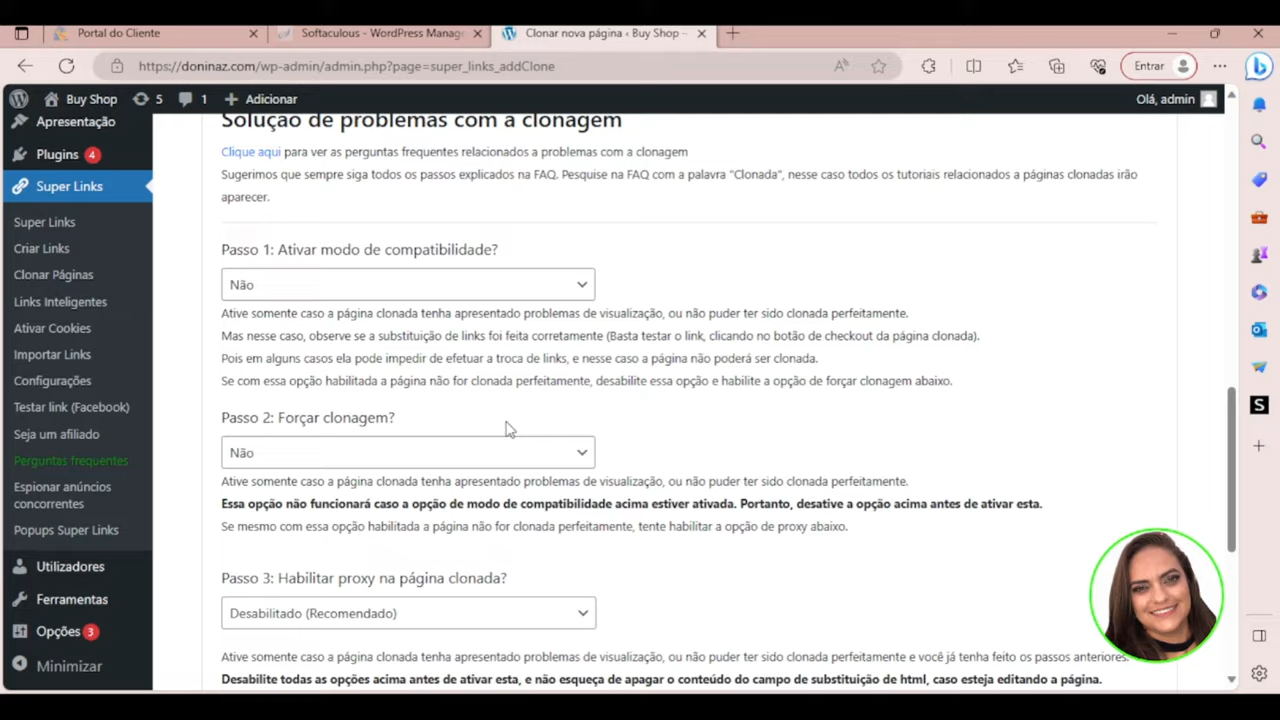 Portal do Cliente
Softaculous - WordPress Manage
Clonar nova página ‹ Buy Shop –
https://doninaz.com/wp-admin/admin.php?page=super_links_addClone
Entrar
Buy Shop
5
1
Adicionar
Olá, admin
Apresentação
Plugins 4
Super Links
Super Links
Criar Links
Clonar Páginas
Links Inteligentes
Ativar Cookies
Importar Links
Configurações
Testar link (Facebook)
Seja um afiliado
Perguntas frequentes
Espionar anúncios
concorrentes
Popups Super Links
Utilizadores
Ferramentas
Opções 3
Minimizar
Solução de problemas com a clonagem
Clique aqui para ver as perguntas frequentes relacionados a problemas com a clonagem
Sugerimos que sempre siga todos os passos explicados na FAQ. Pesquise na FAQ com a palavra "Clonada", nesse caso todos os tutoriais relacionados a páginas clonadas irão
aparecer.
Passo 1: Ativar modo de compatibilidade?
Não
Ative somente caso a página clonada tenha apresentado problemas de visualização, ou não puder ter sido clonada perfeitamente.
Mas nesse caso, observe se a substituição de links foi feita corretamente (Basta testar o link, clicando no botão de checkout da página clonada).
Pois em alguns casos ela pode impedir de efetuar a troca de links, e nesse caso a página não poderá ser clonada.
Se com essa opção habilitada a página não for clonada perfeitamente, desabilite essa opção e habilite a opção de forçar clonagem abaixo.
Passo 2: Forçar clonagem?
Não
Ative somente caso a página clonada tenha apresentado problemas de visualização, ou não puder ter sido clonada perfeitamente.
Essa opção não funcionará caso a opção de modo de compatibilidade acima estiver ativada. Portanto, desative a opção acima antes de ativar esta.
Se mesmo com essa opção habilitada a página não for clonada perfeitamente, tente habilitar a opção de proxy abaixo.
Passo 3: Habilitar proxy na página clonada?
Desabilitado (Recomendado)
Ative somente caso a página clonada tenha apresentado problemas de visualização, ou não puder ter sido clonada perfeitamente e você já tenha feito os passos anteriores.
Desabilite todas as opções acima antes de ativar esta, e não esqueça de apagar o conteúdo do campo de substituição de html, caso esteja editando a página.